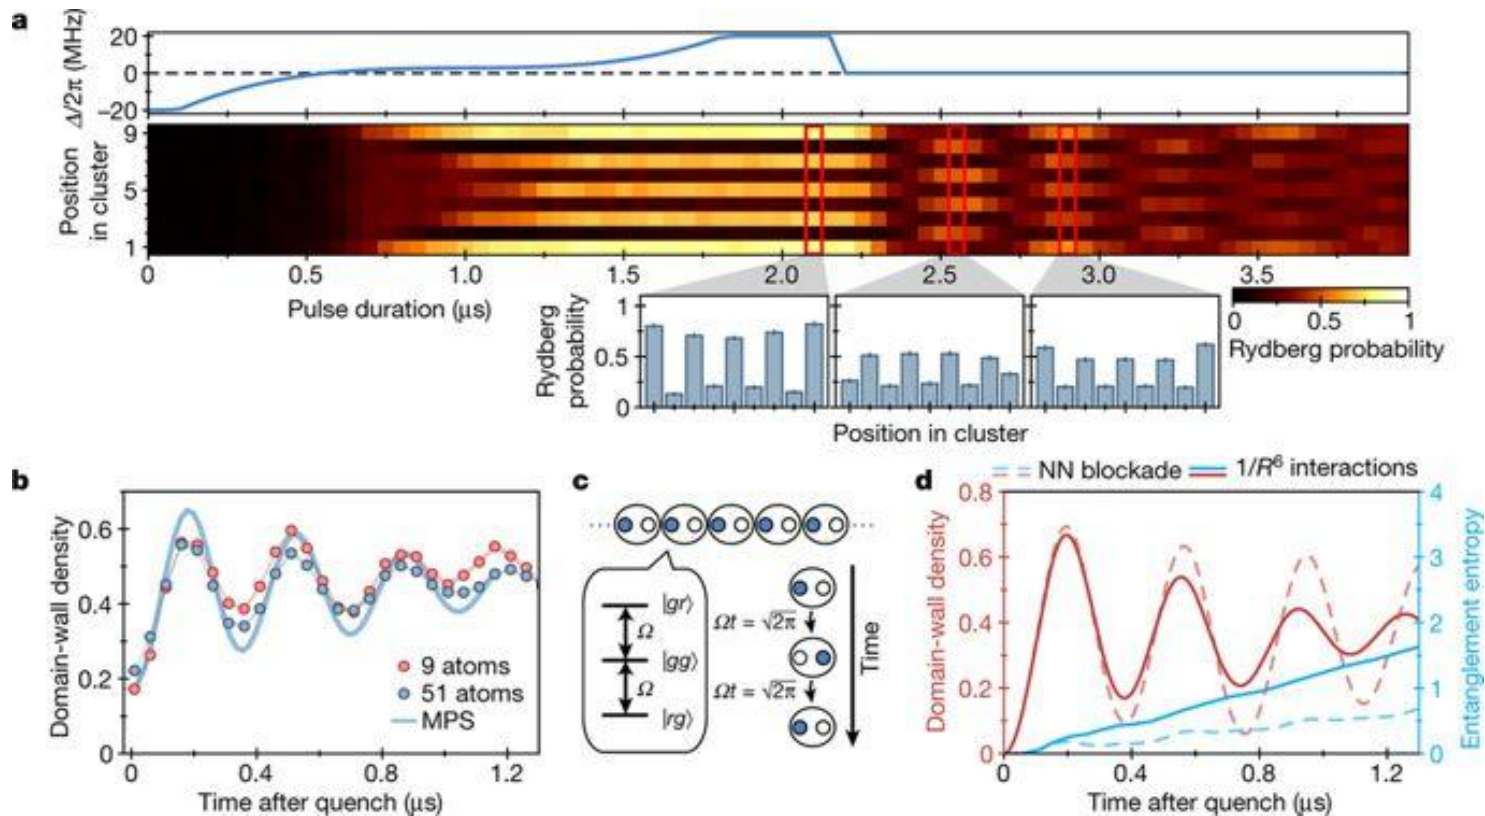 a
Δ/2π (MHz)
20
0
−20
Position
in cluster
9
5
1
0 0.5 1.0 1.5 2.0 2.5 3.0 3.5
Pulse duration (μs)
Rydberg
probability
1
0.5
0
Position in cluster
0 0.5 1
Rydberg probability
b
Domain-wall density
0.6
0.4
0.2
0
9 atoms
51 atoms
MPS
0 0.4 0.8 1.2
Time after quench (μs)
c
|gr⟩
Ω
|gg⟩
Ω
|rg⟩
Ωt = √2π
Ωt = √2π
Time
d
NN blockade 1/R⁶ interactions
Domain-wall density
0.8
0.6
0.4
0.2
0
4
3
2
1
0
Entanglement entropy
0 0.4 0.8 1.2
Time after quench (μs)